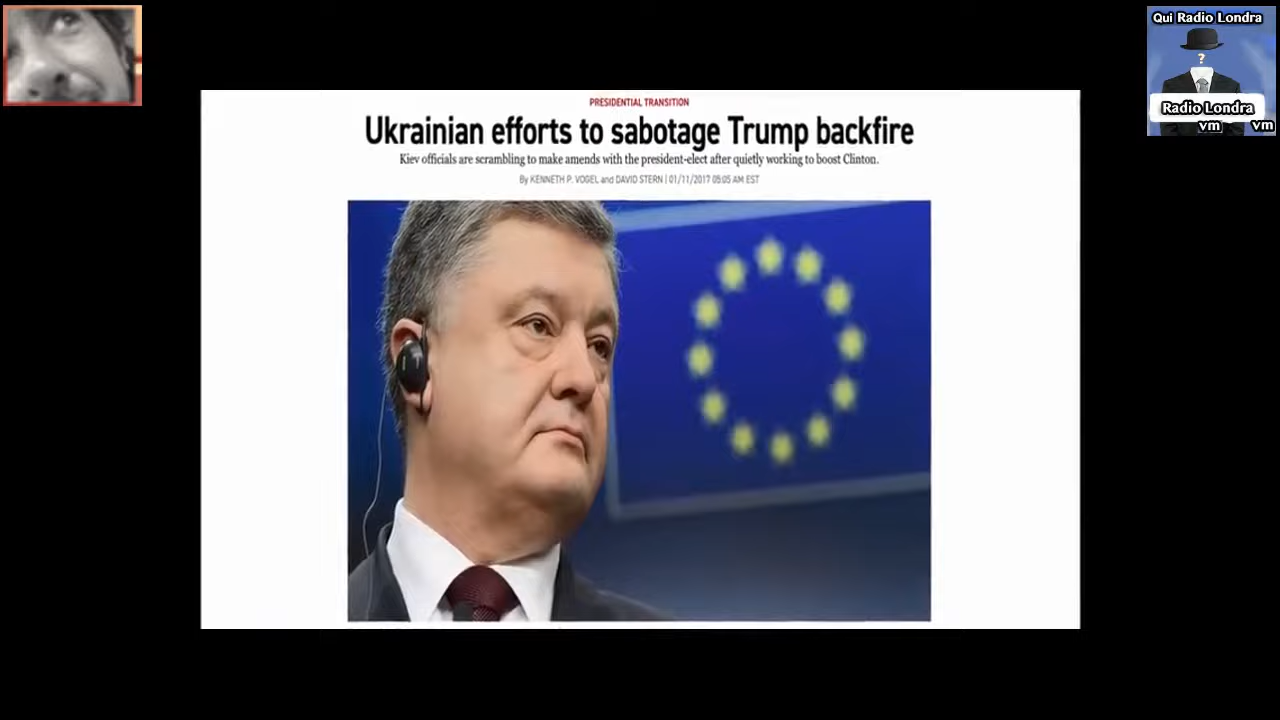 Qui Radio Londra
?
Radio Londra
vm vm
PRESIDENTIAL TRANSITION
Ukrainian efforts to sabotage Trump backfire
Kiev officials are scrambling to make amends with the president-elect after quietly working to boost Clinton.
By KENNETH P. VOGEL and DAVID STERN | 01/11/2017 05:05 AM EST